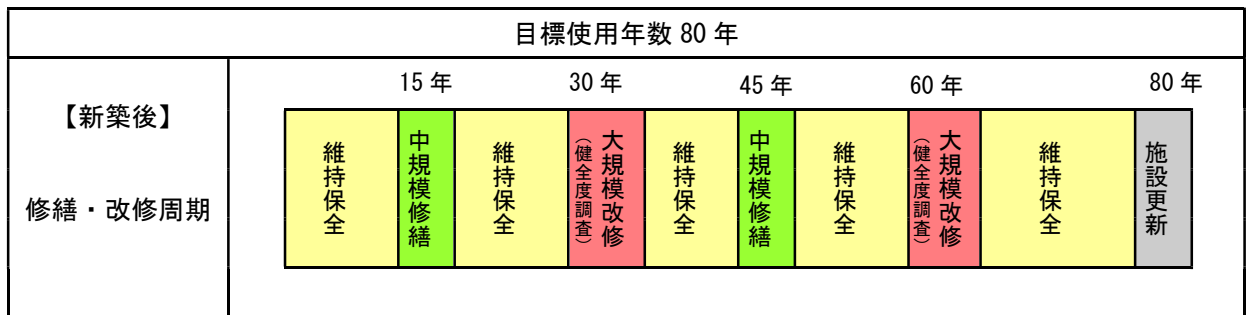 目標使用年数 80 年
【新築後】
修繕・改修周期
15 年
30 年
45 年
60 年
80 年
維持保全
中規模修繕
維持保全
大規模改修
（健全度調査）
維持保全
中規模修繕
維持保全
大規模改修
（健全度調査）
維持保全
施設更新